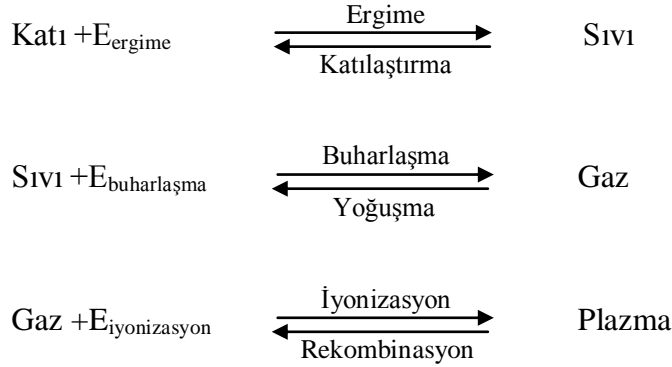 Ergime
Katı +Eergime Sıvı
Katılaştırma
Buharlaşma
Sıvı +Ebuharlaşma Gaz
Yoğuşma
İyonizasyon
Gaz +Eiyonizasyon Plazma
Rekombinasyon